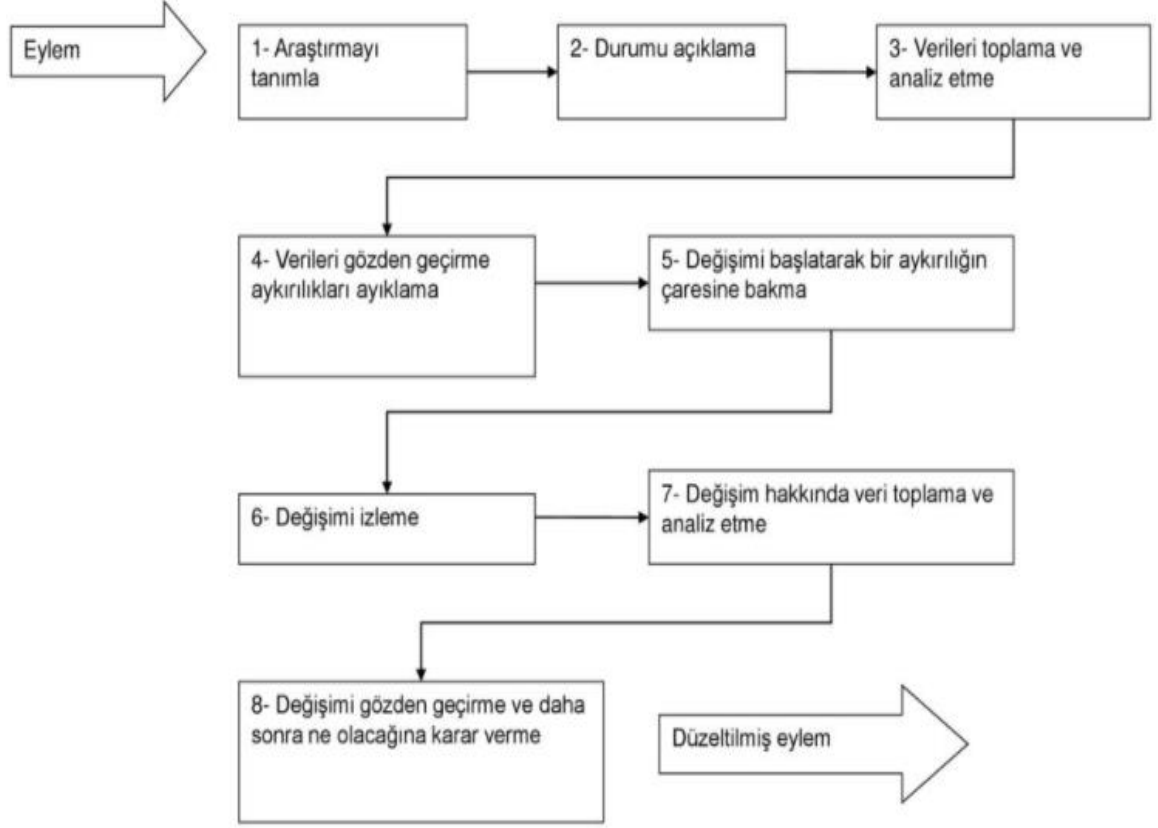 Eylem
1- Araştırmayı
tanımla
2- Durumu açıklama
3- Verileri toplama ve
analiz etme
4- Verileri gözden geçirme
aykırılıkları ayıklama
5- Değişimi başlatarak bir aykırılığın
çaresine bakma
6- Değişimi izleme
7- Değişim hakkında veri toplama ve
analiz etme
8- Değişimi gözden geçirme ve daha
sonra ne olacağına karar verme
Düzeltilmiş eylem